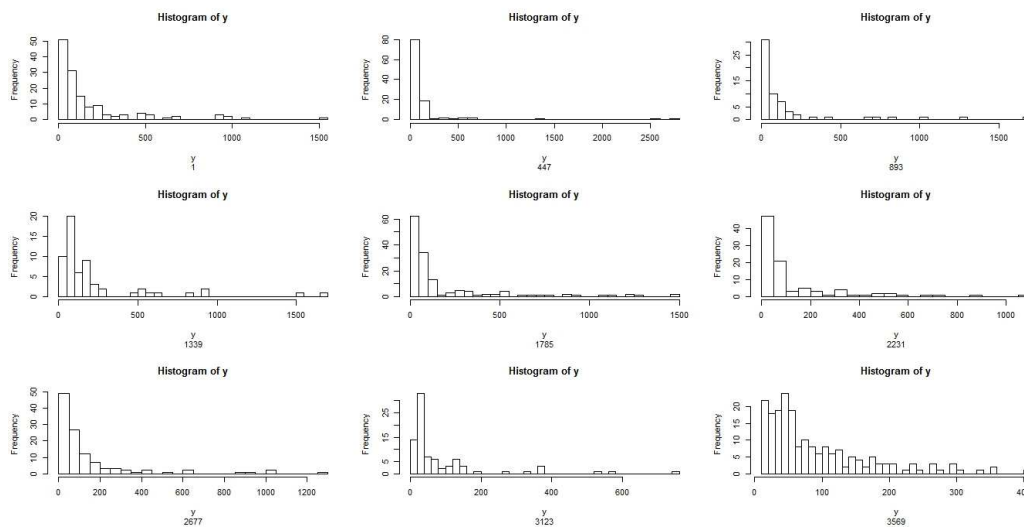 Histogram of y
Frequency
0 10 20 30 40 50
0 500 1000 1500
y
1
Histogram of y
Frequency
0 20 40 60 80
0 500 1000 1500 2000 2500
y
447
Histogram of y
Frequency
0 5 15 25
0 500 1000 1500
y
893
Histogram of y
Frequency
0 5 10 15 20
0 500 1000 1500
y
1339
Histogram of y
Frequency
0 20 40 60
0 500 1000 1500
y
1785
Histogram of y
Frequency
0 10 20 30 40
0 200 400 600 800 1000
y
2231
Histogram of y
Frequency
0 10 20 30 40 50
0 200 400 600 800 1000 1200
y
2677
Histogram of y
Frequency
0 5 15 25
0 200 400 600
y
3123
Histogram of y
Frequency
0 5 10 15 20
0 100 200 300
y
3569